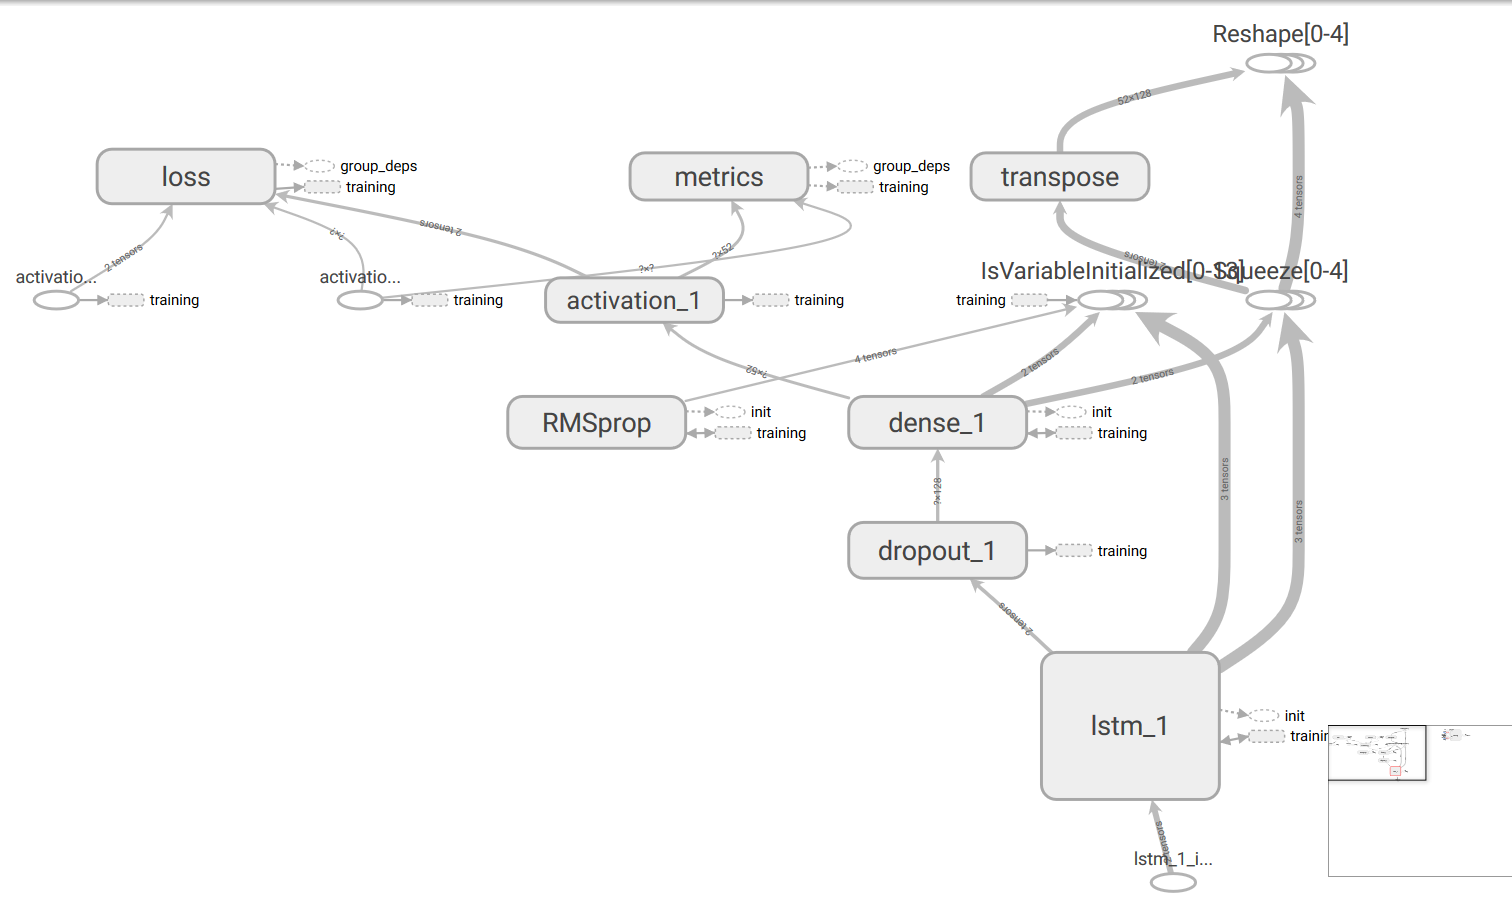 Reshape[0-4]
52×128
loss
group_deps
training
metrics
group_deps
training
transpose
4 tensors
2 tensors
?×?
2 tensors
?×52
2 tensors
activatio...
training
activatio...
training
?×?
activation_1
training
IsVariableInitialized[0-13]
training
Squeeze[0-4]
?×52
4 tensors
2 tensors
2 tensors
RMSprop
init
training
dense_1
init
training
?×128
3 tensors
3 tensors
dropout_1
training
2 tensors
lstm_1
init
trainin
2 tensors
lstm_1_i...